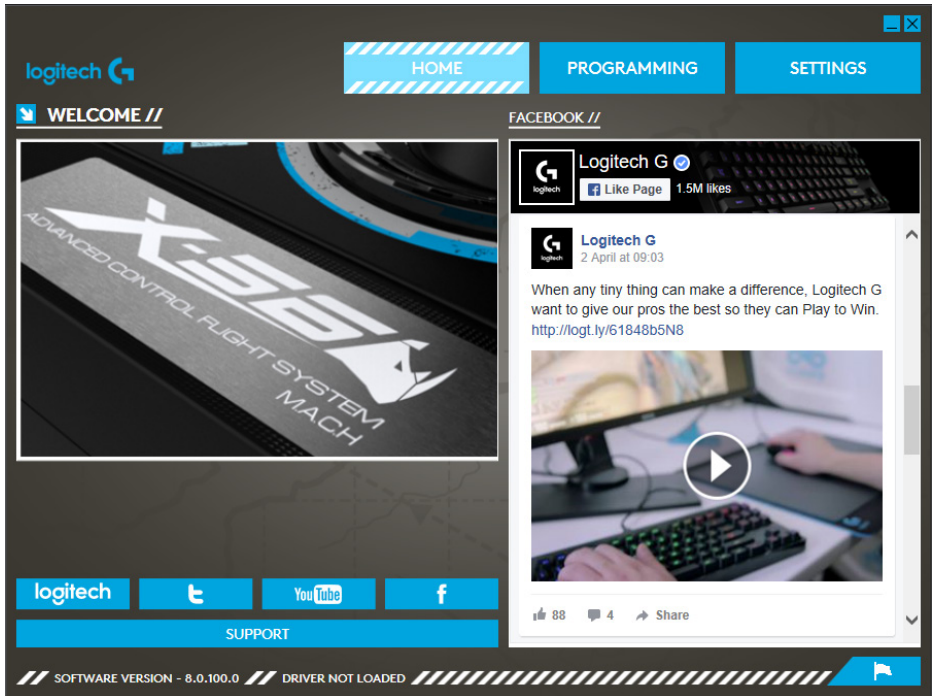 logitech G
HOME
PROGRAMMING
SETTINGS
WELCOME //
FACEBOOK //
X-56
ADVANCED CONTROL FLIGHT SYSTEM
MACH
logitech
Logitech G
Like Page
1.5M likes
logitech
Logitech G
2 April at 09:03
When any tiny thing can make a difference, Logitech G
want to give our pros the best so they can Play to Win.
http://logt.ly/61848b5N8
88
4
Share
logitech
YouTube
SUPPORT
SOFTWARE VERSION - 8.0.100.0
DRIVER NOT LOADED